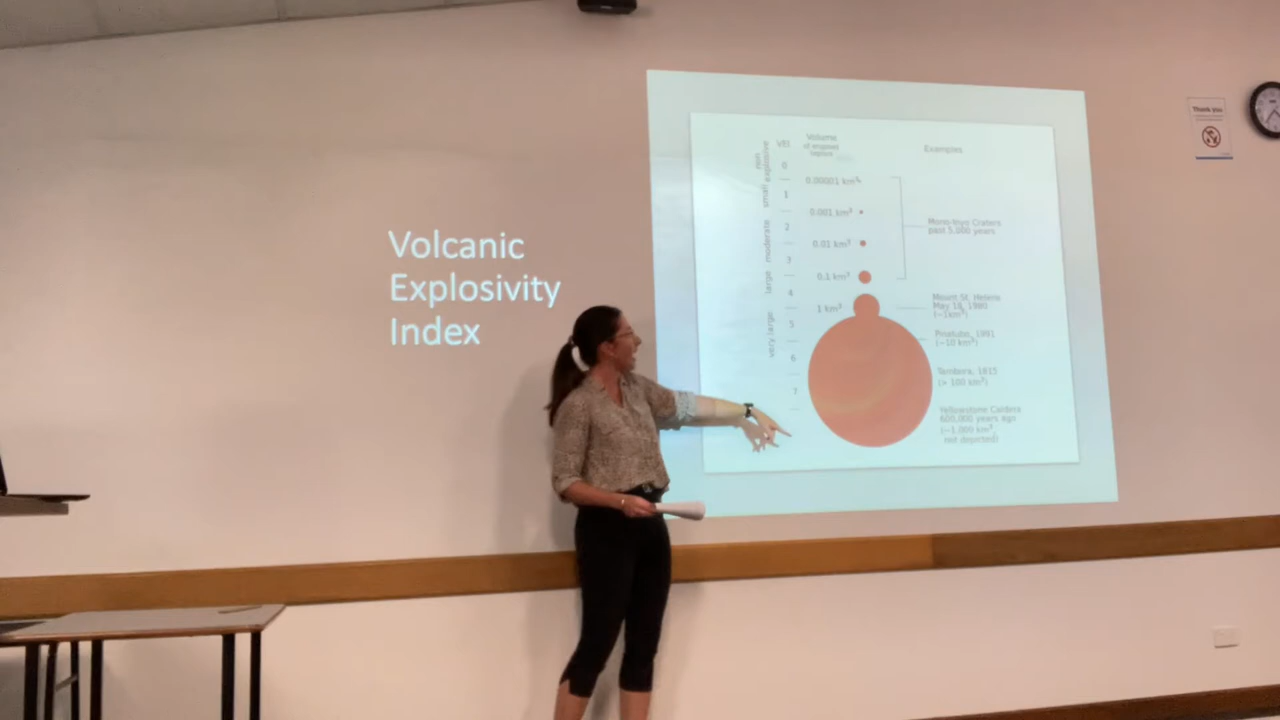 Volcanic
Explosivity
Index
VEI
Volume
of erupted
tephra
Examples
non explosive
small
moderate
large
very large
0
1
2
3
4
5
6
7
0.00001 km³
0.001 km³
0.01 km³
0.1 km³
1 km³
Mono-Inyo Craters
past 5,000 years
Mount St. Helens
May 18, 1980
(~1km³)
Pinatubo, 1991
(~10 km³)
Tambora, 1815
(> 100 km³)
Yellowstone Caldera
600,000 years ago
(~1,000 km³,
not depicted)
Thank you